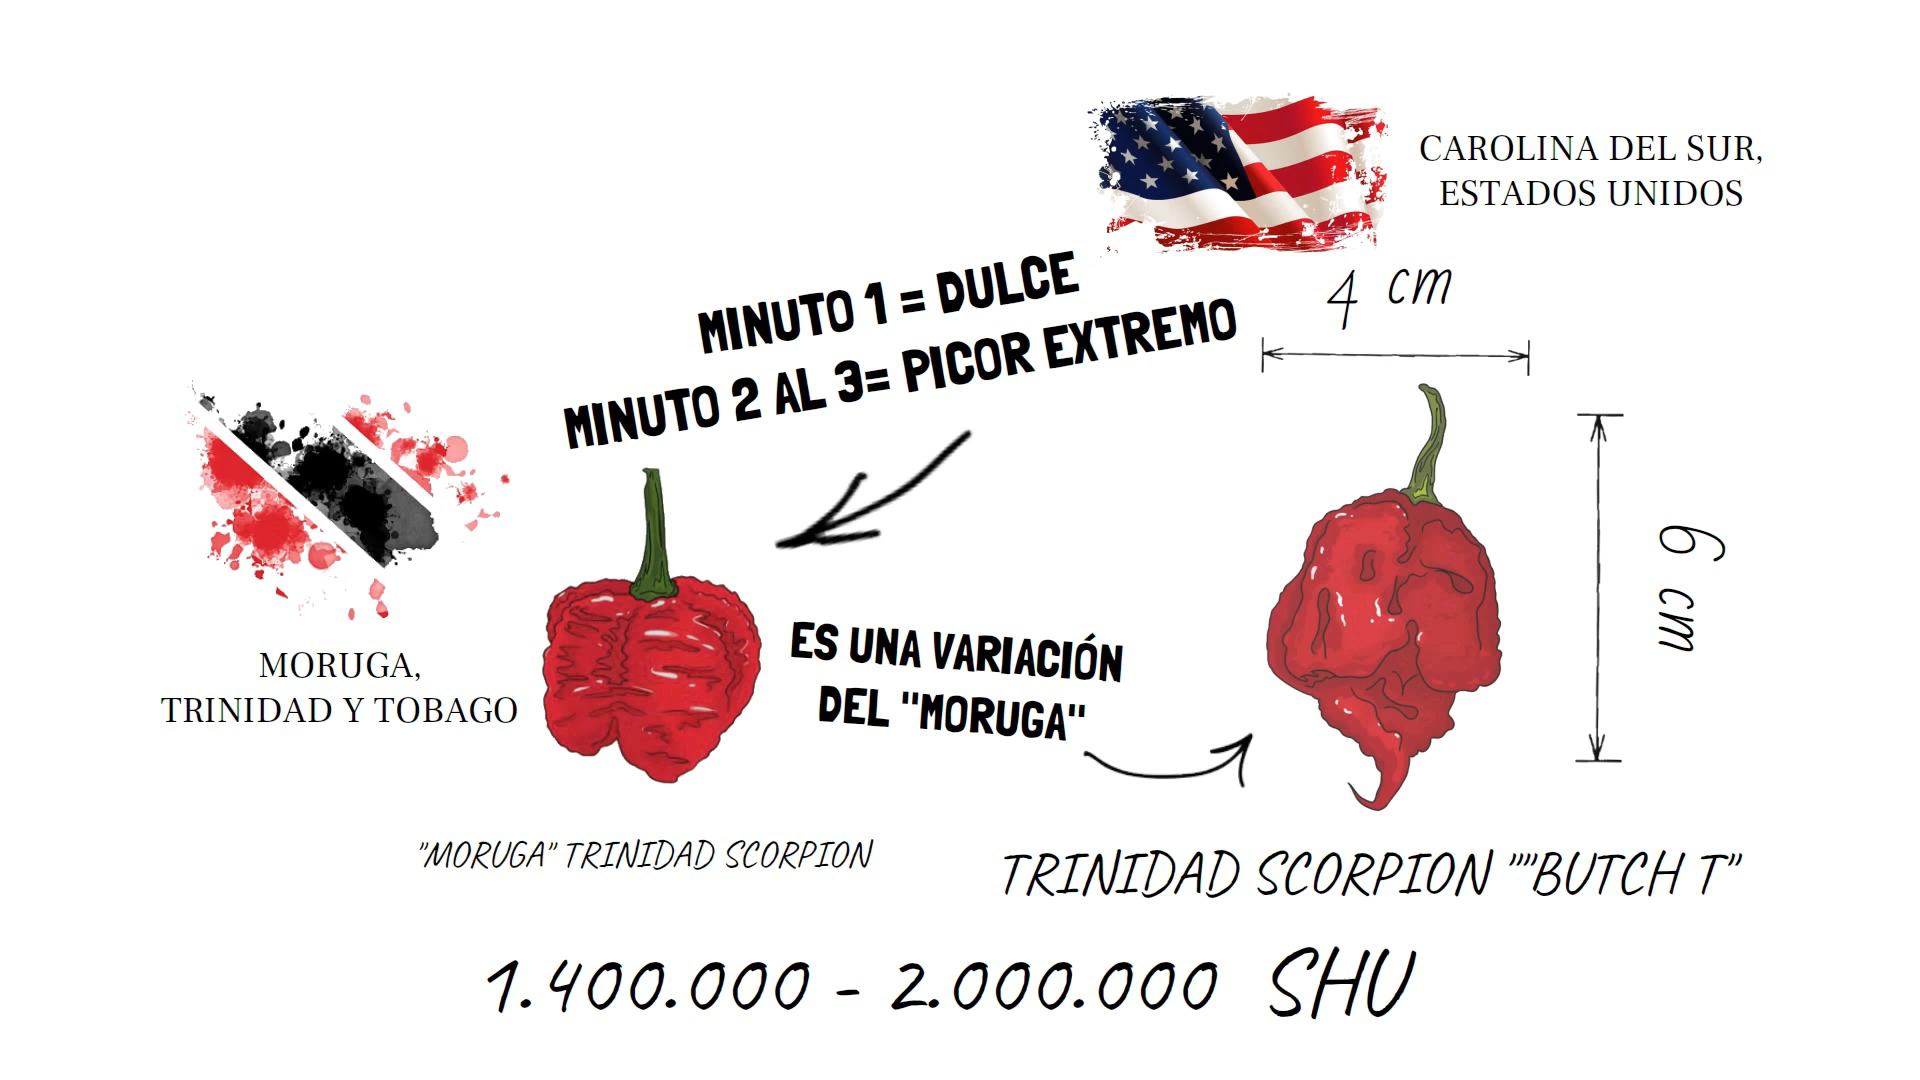 CAROLINA DEL SUR,
ESTADOS UNIDOS
4 cm
MINUTO 1 = DULCE
MINUTO 2 AL 3= PICOR EXTREMO
6 cm
MORUGA,
TRINIDAD Y TOBAGO
ES UNA VARIACIÓN
DEL "MORUGA"
"MORUGA" TRINIDAD SCORPION
TRINIDAD SCORPION ""BUTCH T"
1.400.000 - 2.000.000 SHU